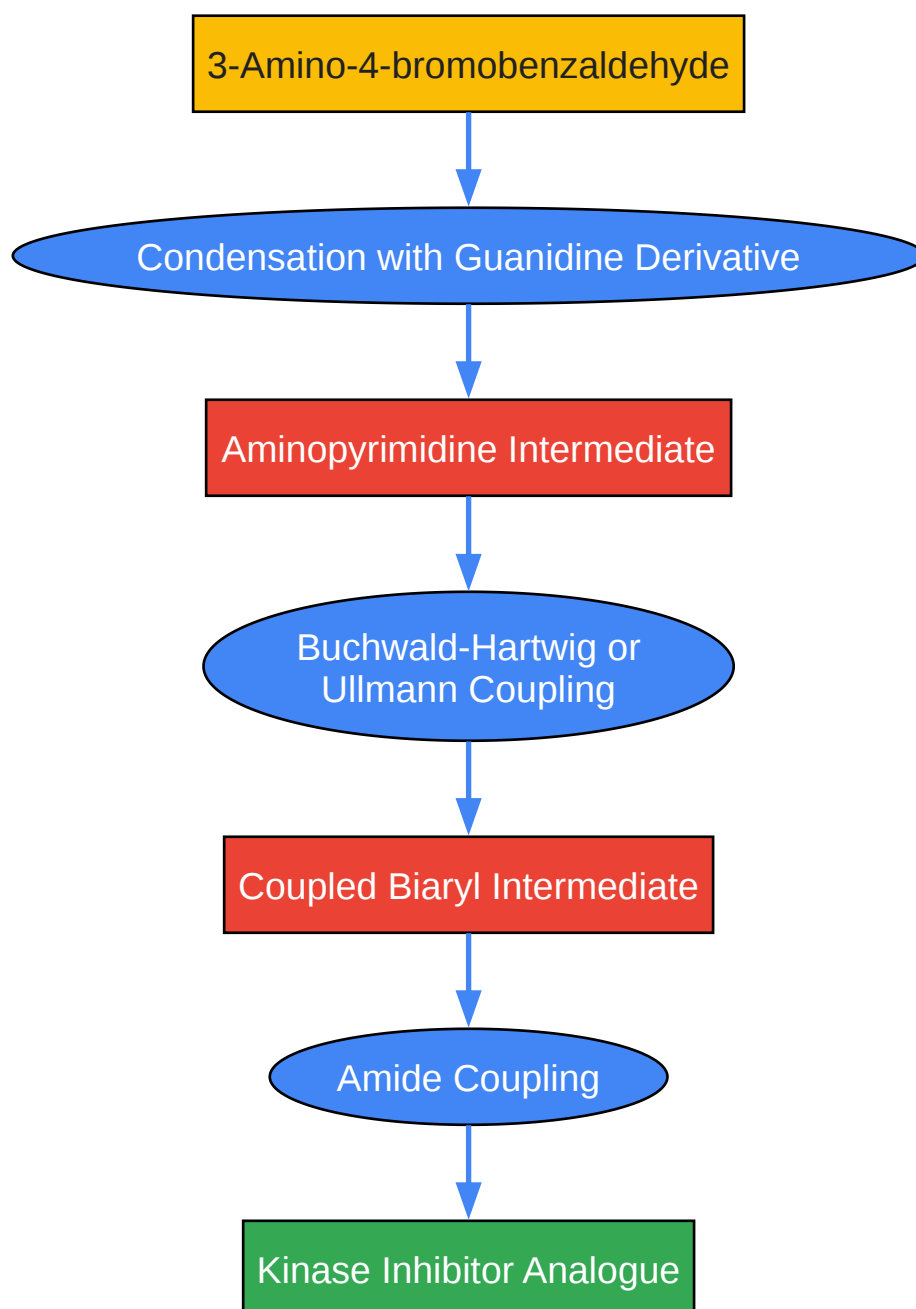 3-Amino-4-bromobenzaldehyde
Condensation with Guanidine Derivative
Aminopyrimidine Intermediate
Buchwald-Hartwig or
Ullmann Coupling
Coupled Biaryl Intermediate
Amide Coupling
Kinase Inhibitor Analogue